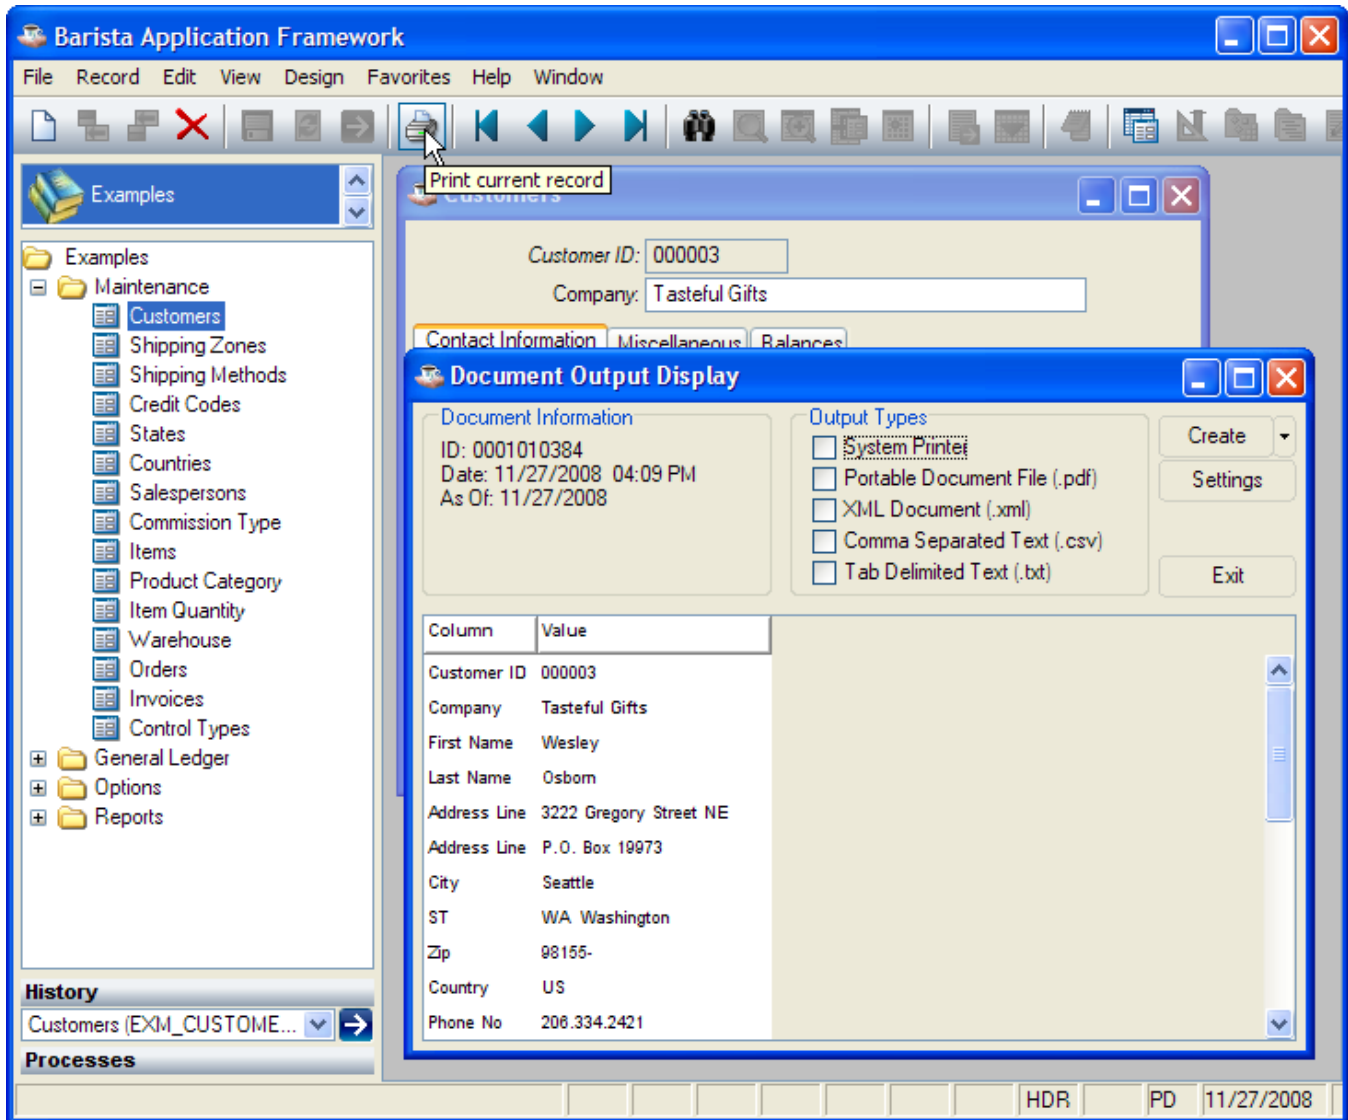 Barista Application Framework
File Record Edit View Design Favorites Help Window
Print current record
Examples
Examples
Maintenance
Customers
Shipping Zones
Shipping Methods
Credit Codes
States
Countries
Salespersons
Commission Type
Items
Product Category
Item Quantity
Warehouse
Orders
Invoices
Control Types
General Ledger
Options
Reports
History
Customers (EXM_CUSTOME...
Processes
Customers
Customer ID: 000003
Company: Tasteful Gifts
Contact Information Miscellaneous Balances
Document Output Display
Document Information
ID: 0001010384
Date: 11/27/2008 04:09 PM
As Of: 11/27/2008
Output Types
System Printer
Portable Document File (.pdf)
XML Document (.xml)
Comma Separated Text (.csv)
Tab Delimited Text (.txt)
Create
Settings
Exit
Column Value
Customer ID 000003
Company Tasteful Gifts
First Name Wesley
Last Name Osborn
Address Line 3222 Gregory Street NE
Address Line P.O. Box 19973
City Seattle
ST WA Washington
Zip 98155-
Country US
Phone No 206.334.2421
HDR PD 11/27/2008